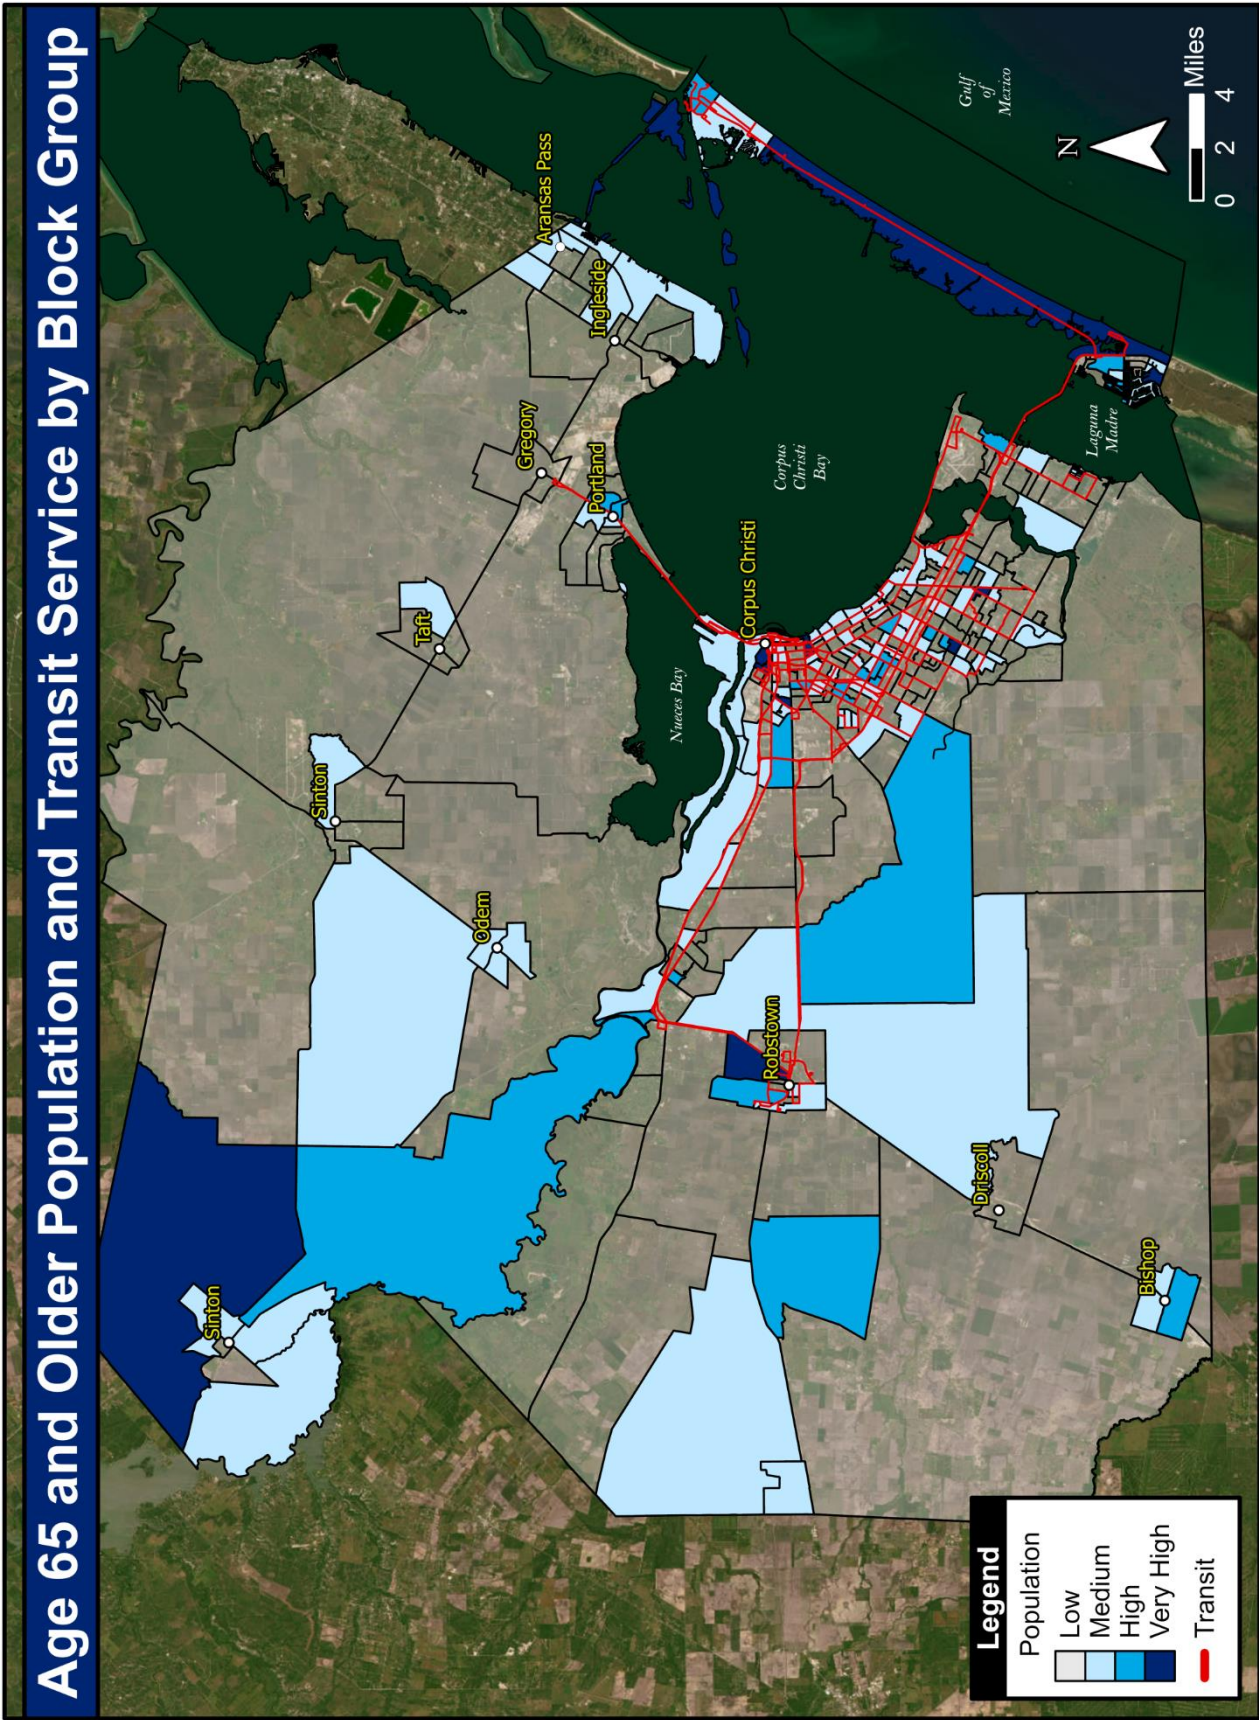 Age 65 and Older Population and Transit Service by Block Group
Sinton
Sinton
Odem
Taft
Gregory
Portland
Ingleside
Aransas Pass
Nueces Bay
Corpus Christi
Corpus
Christi
Bay
Gulf
of
Mexico
Laguna
Madre
Robstown
Driscoll
Bishop
N
0 2 4 Miles
Legend
Population
Low
Medium
High
Very High
Transit